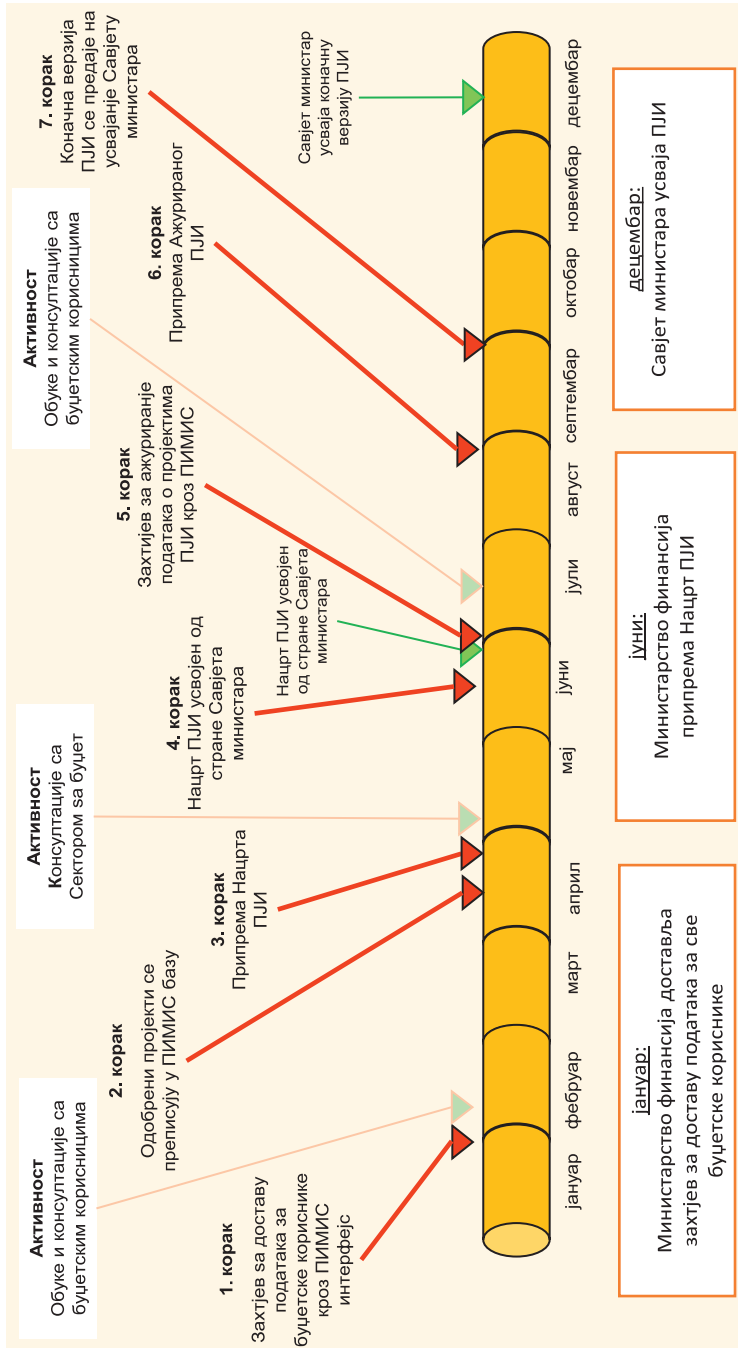 Активност
Обуке и консултације са
буџетским корисницима
Активност
Консултације са
Сектором ѕа буџет
Активност
Обуке и консултације са
буџетским корисницима
1. корак
Захтјев ѕа доставу
података за
буџетске кориснике
кроз ПИМИС
интерфејс
2. корак
Одобрени пројекти се
преписују у ПИМИС базу
3. корак
Припрема Нацрта
ПЈИ
4. корак
Нацрт ПЈИ усвојен од
стране Савјета
министара
Нацрт ПЈИ усвојен
од стране Савјета
министара
5. корак
Захтијев за ажурирање
података о пројектима
ПЈИ кроз ПИМИС
6. корак
Припрема Ажурираног
ПЈИ
7. корак
Коначна верзија
ПЈИ се предаје на
усвајање Савјету
министара
Савјет министар
усваја коначну
верзију ПЈИ
јануар
фебруар
март
април
мај
јуни
јули
август
септембар
октобар
новембар
децембар
јануар:
Министарство финансија доставља
захтјев за доставу података за све
буџетске кориснике
јуни:
Министарство финансија
припрема Нацрт ПЈИ
децембар:
Савјет министара усваја ПЈИ